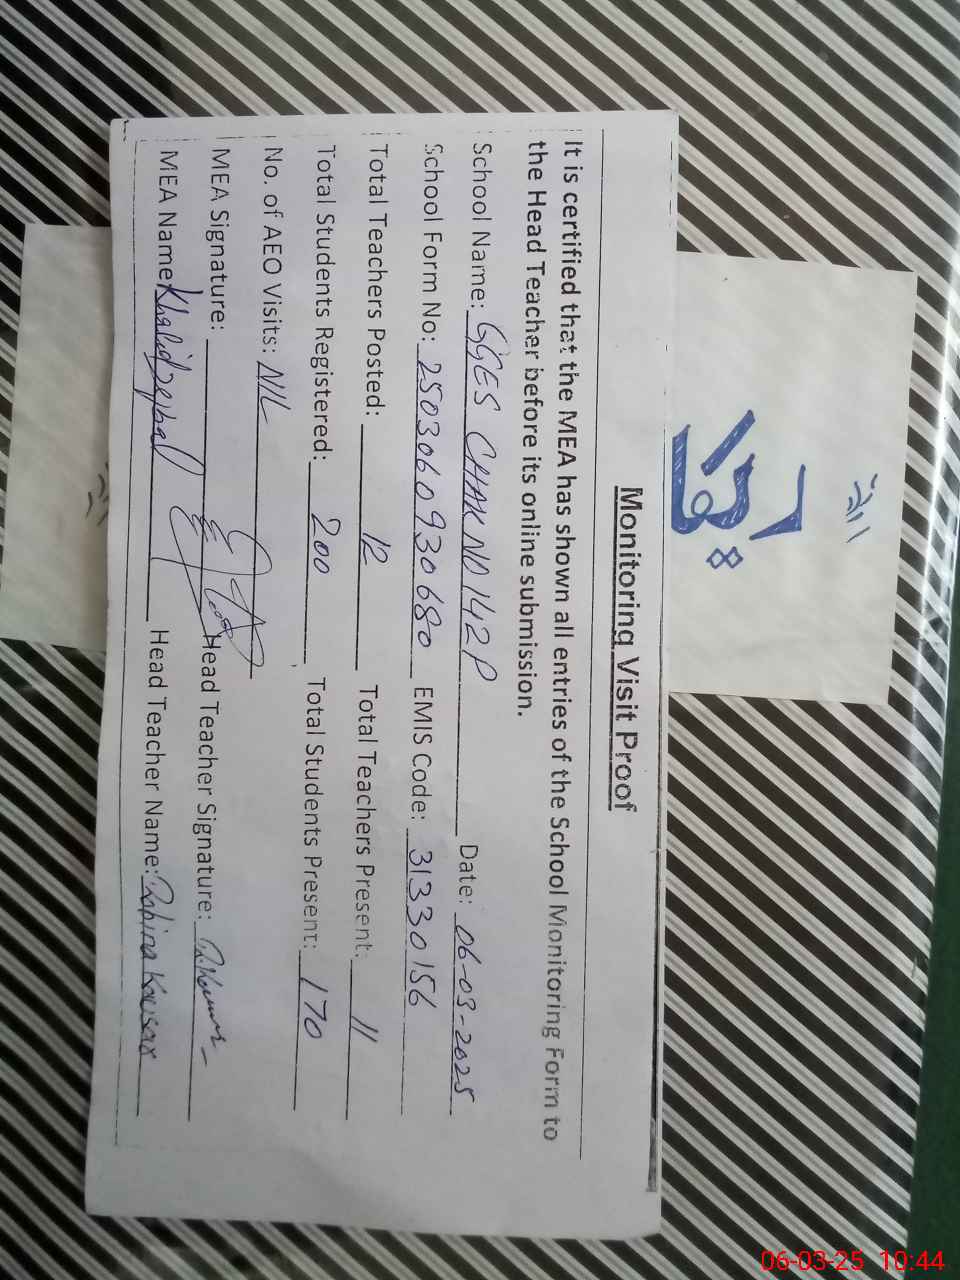 Monitoring Visit Proof
It is certified that the MEA has shown all entries of the School Monitoring Form to
the Head Teacher before its online submission.
School Name: GGES CHAK NO 142P Date: 06-03-2025
School Form No: 2503060930680 EMIS Code: 31330156
Total Teachers Posted: 12 Total Teachers Present: 11
Total Students Registered: 200 Total Students Present: 170
No. of AEO Visits: NIL
MEA Signature: Head Teacher Signature:
MEA Name: Khalid Iqbal Head Teacher Name: Robina Kousar
06-03-25 10:44